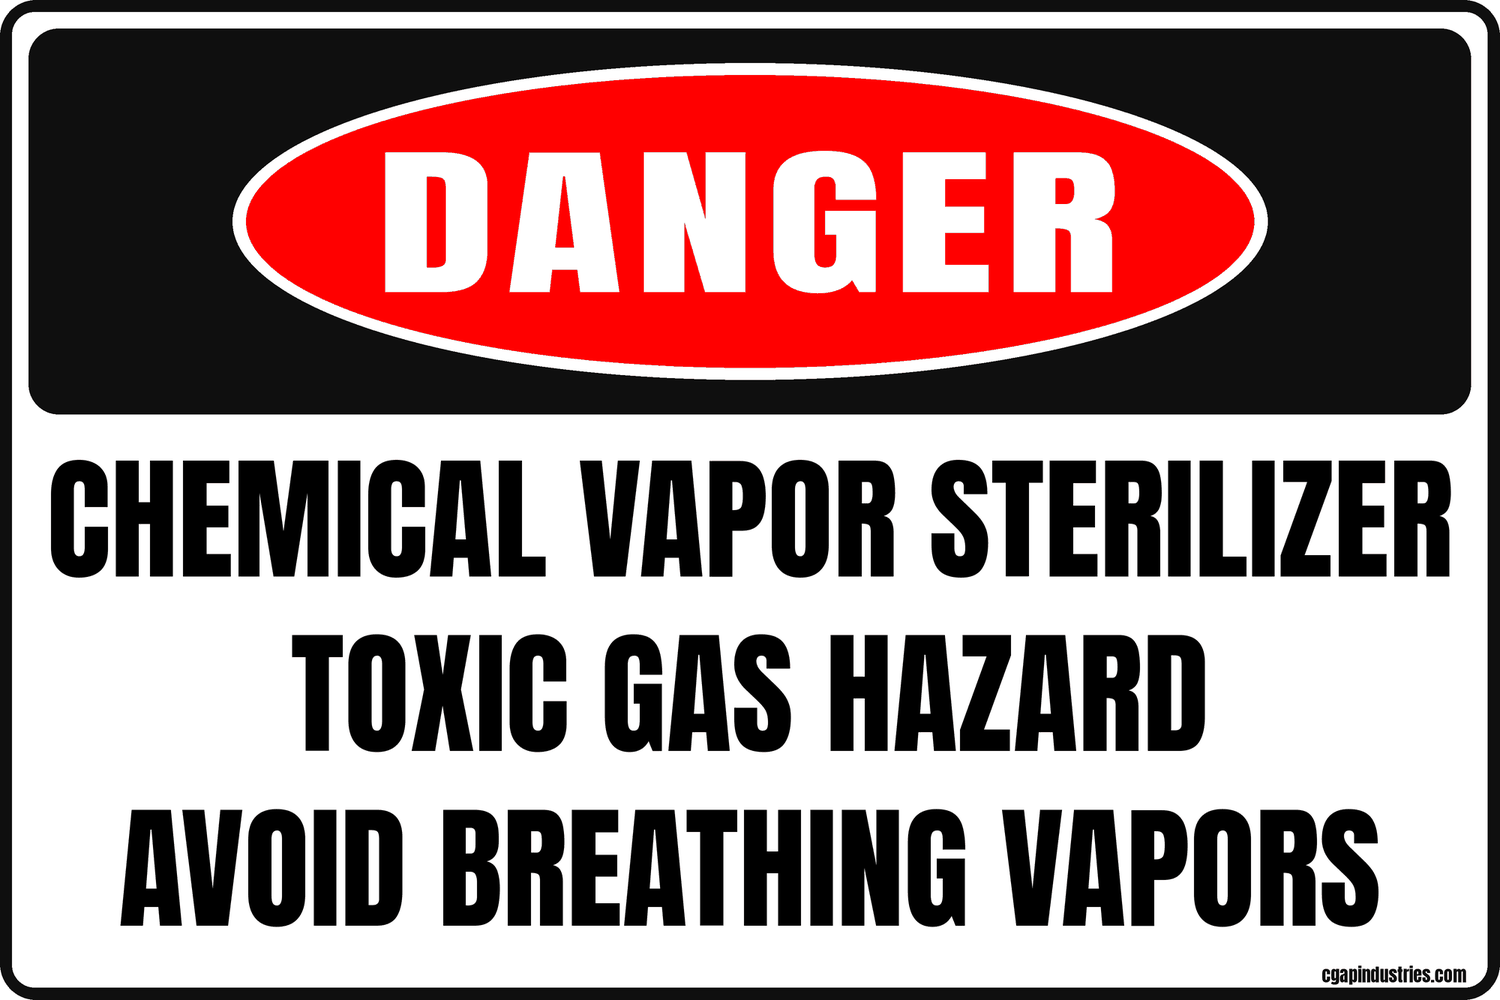 DANGER
CHEMICAL VAPOR STERILIZER
TOXIC GAS HAZARD
AVOID BREATHING VAPORS
cgapindustries.com